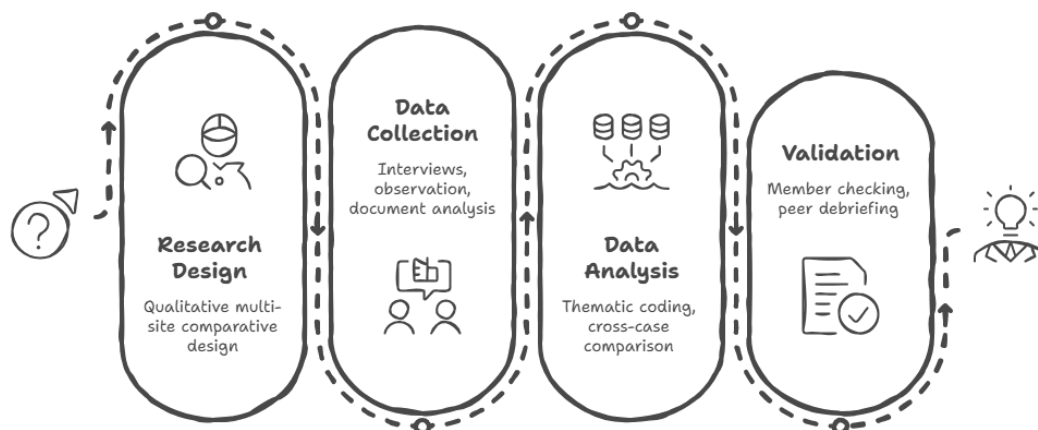 ?
Research
Design
Qualitative multi-
site comparative
design
Data
Collection
Interviews,
observation,
document analysis
Data
Analysis
Thematic coding,
cross-case
comparison
Validation
Member checking,
peer debriefing